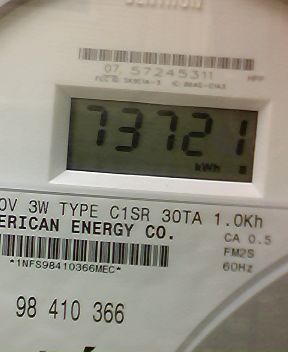 07 57245311
73721
kWh
0V 3W TYPE C1SR 30TA 1.0Kh
ERICAN ENERGY CO.
CA 0.5
FM2S
60Hz
*1NFS98410366MEC*
98 410 366